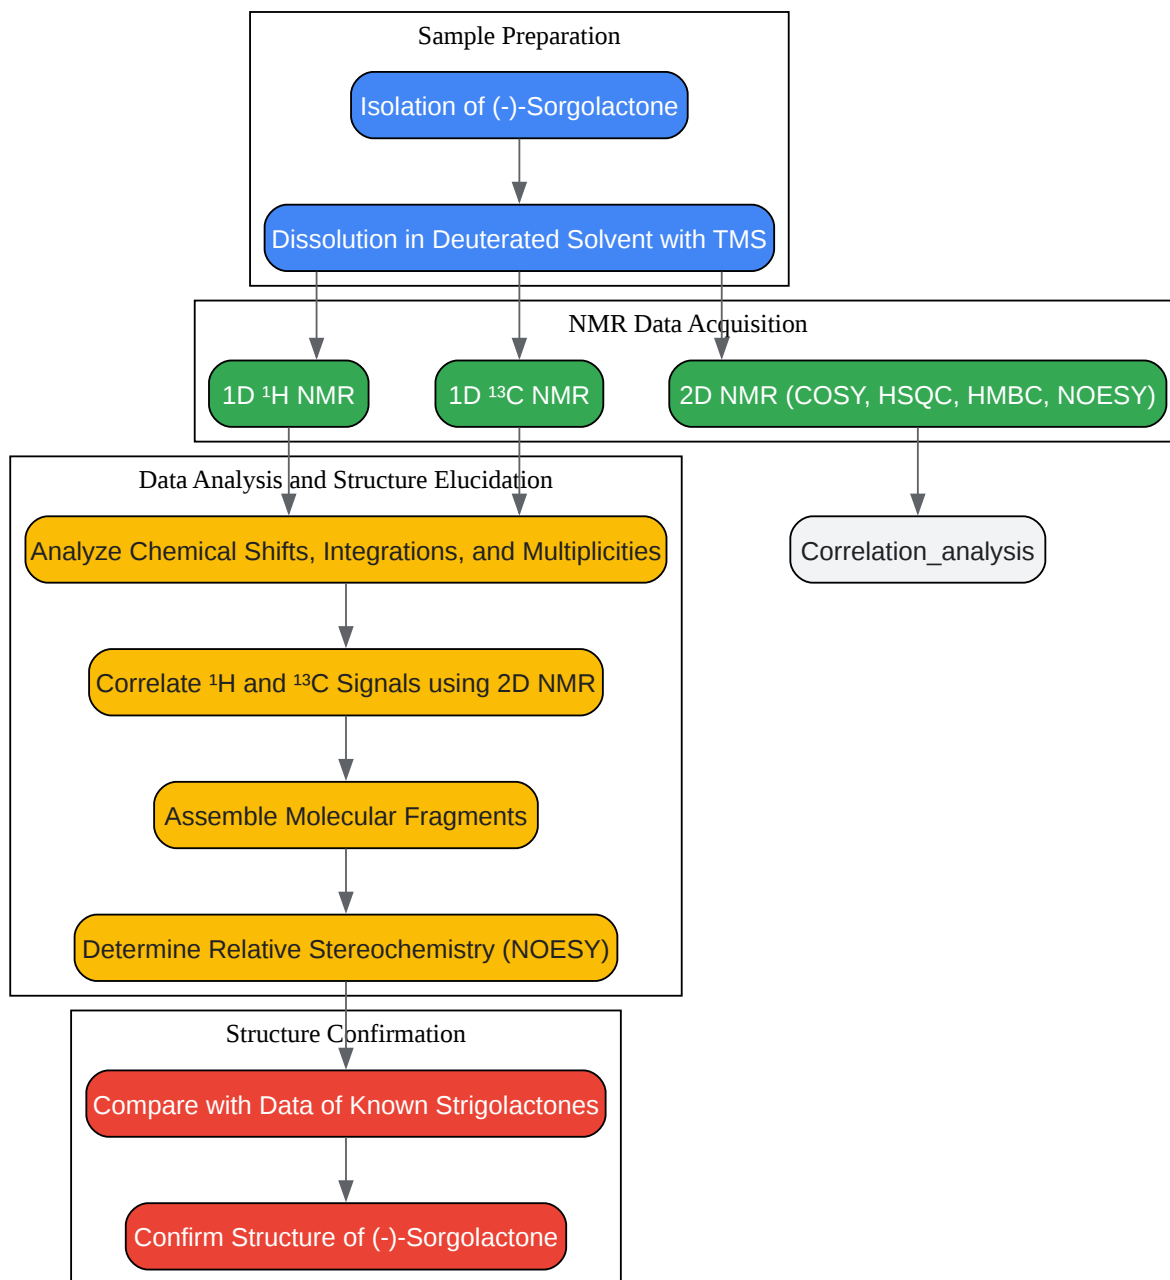 Sample Preparation
Isolation of (-)-Sorgolactone
Dissolution in Deuterated Solvent with TMS
NMR Data Acquisition
1D ¹H NMR
1D ¹³C NMR
2D NMR (COSY, HSQC, HMBC, NOESY)
Data Analysis and Structure Elucidation
Analyze Chemical Shifts, Integrations, and Multiplicities
Correlation_analysis
Correlate ¹H and ¹³C Signals using 2D NMR
Assemble Molecular Fragments
Determine Relative Stereochemistry (NOESY)
Structure Confirmation
Compare with Data of Known Strigolactones
Confirm Structure of (-)-Sorgolactone